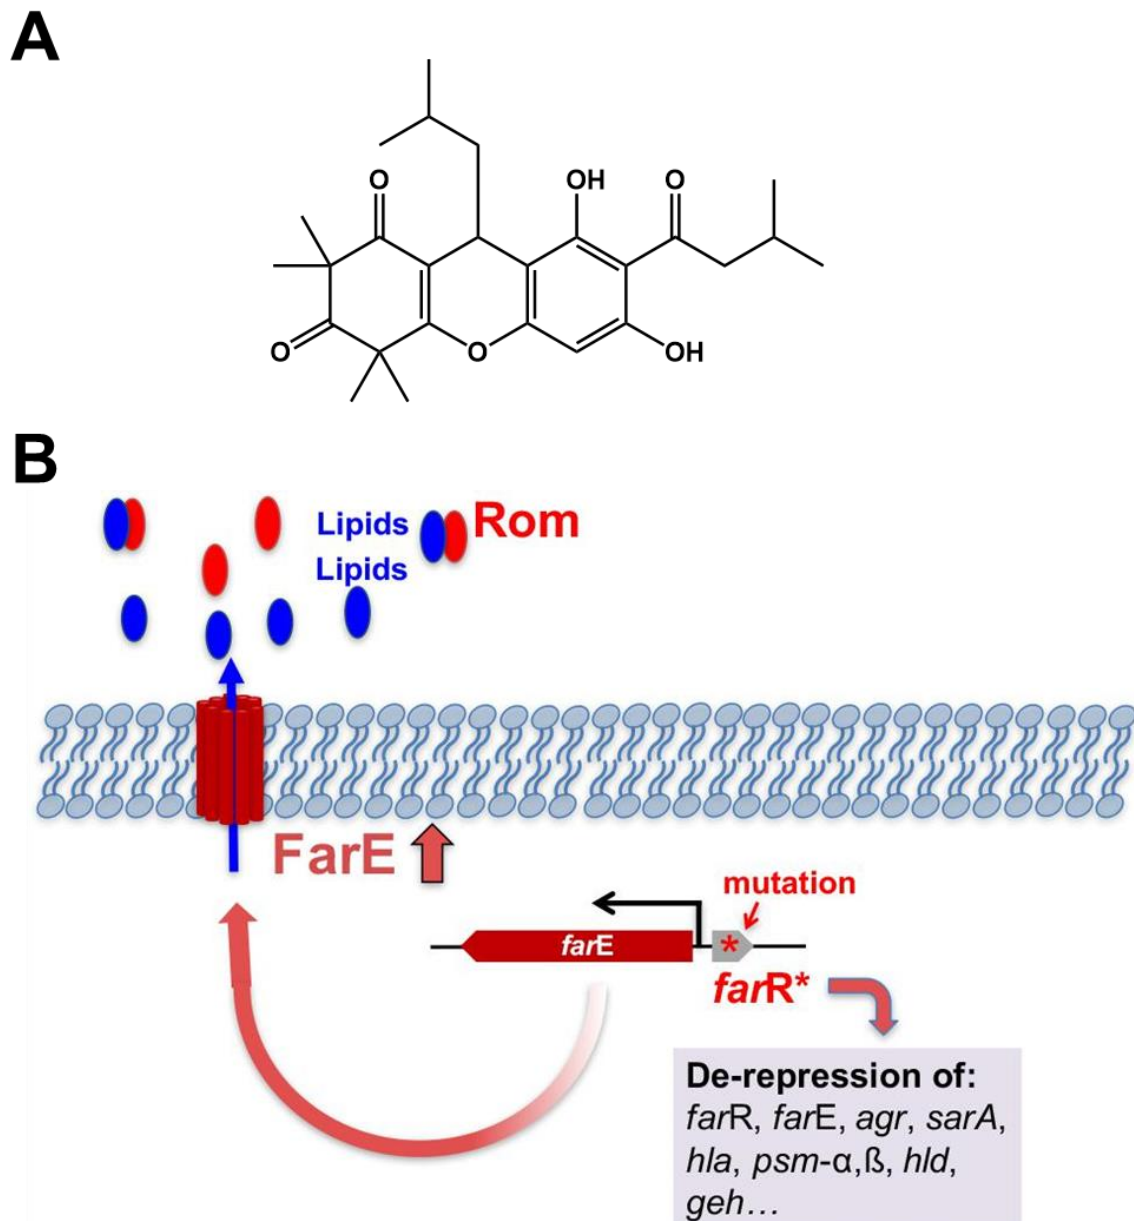 A
O
OH
O
O
O
OH
B
Lipids
Rom
Lipids
FarE
mutation
farE
*
farR*
De-repression of:
farR, farE, agr, sarA,
hla, psm-α,ß, hld,
geh…